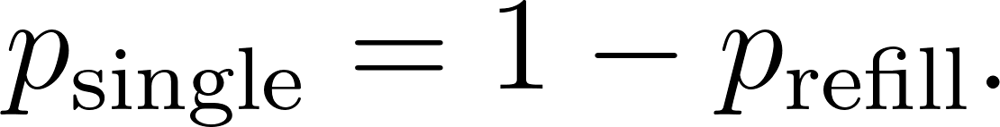 p_single = 1 − p_refill.